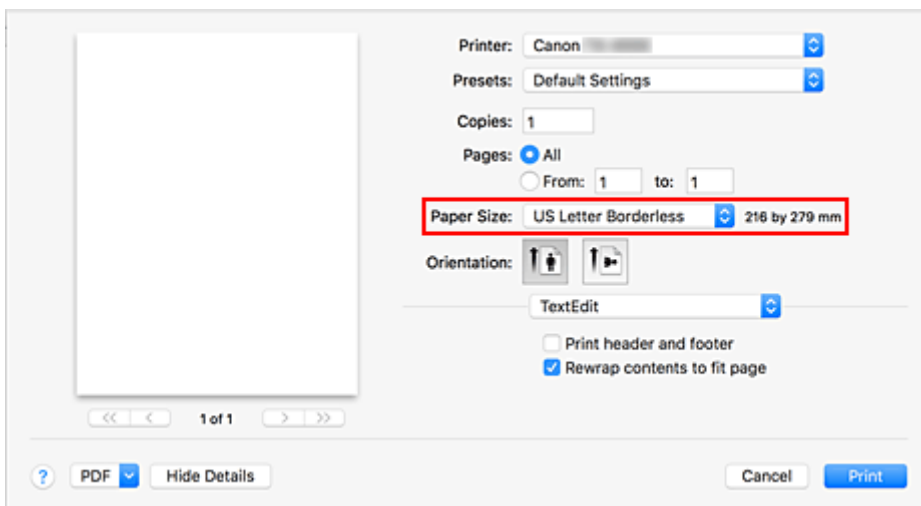 Printer: Canon
Presets: Default Settings
Copies: 1
Pages: All
From: 1 to: 1
Paper Size: US Letter Borderless 216 by 279 mm
Orientation:
TextEdit
Print header and footer
Rewrap contents to fit page
<< < 1 of 1 > >>
? PDF Hide Details Cancel Print